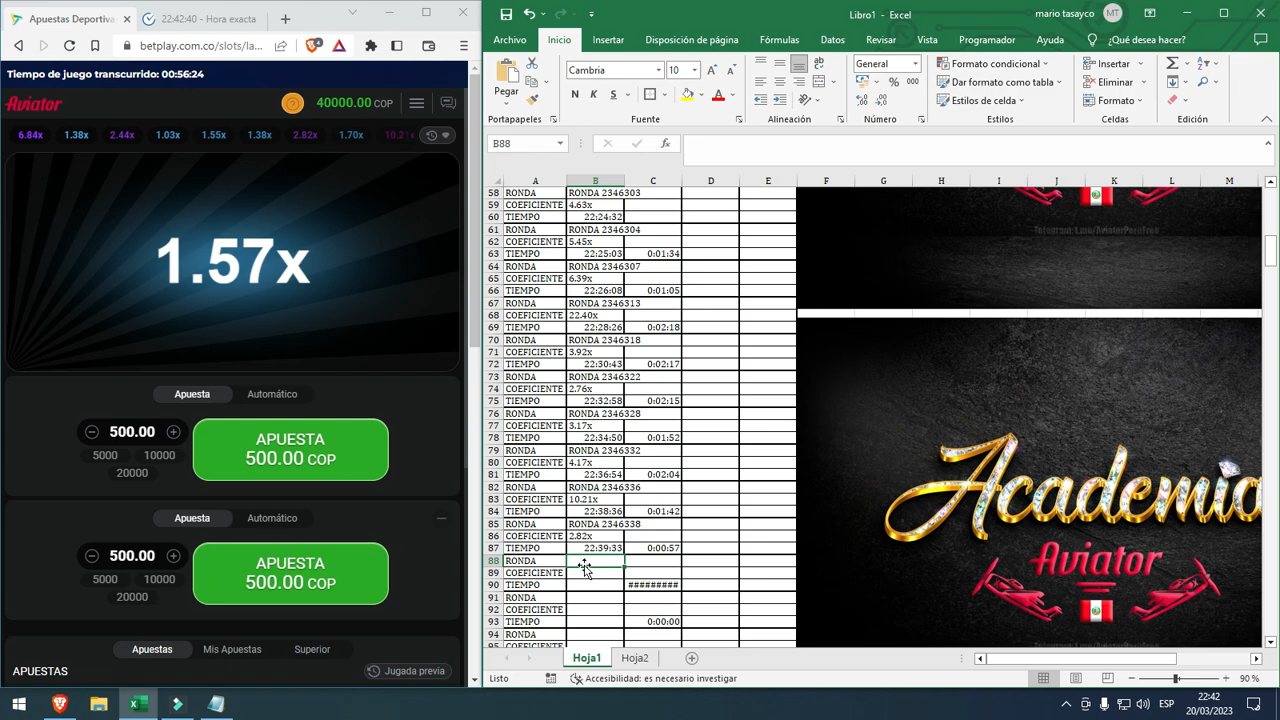 Apuestas Deportiva
22:42:40 - Hora exacta
betplay.com.co/slots/la...
Tiempo de juego transcurrido: 00:56:24
Aviator
40000.00 COP
6.84x 1.38x 2.44x 1.03x 1.55x 1.38x 2.82x 1.70x 10.21x
1.57x
Apuesta Automático
500.00
5000 10000
20000
APUESTA
500.00 COP
Apuesta Automático
500.00
5000 10000
20000
APUESTA
500.00 COP
Apuestas Mis Apuestas Superior
APUESTAS
Jugada previa
Libro1 - Excel
mario tasayco MT
Archivo Inicio Insertar Disposición de página Fórmulas Datos Revisar Vista Programador Ayuda ¿Qué desea hacer?
Pegar
Cambria 10
N K S
General
Formato condicional
Dar formato como tabla
Estilos de celda
Insertar
Eliminar
Formato
Portapapeles Fuente Alineación Número Estilos Celdas Edición
B88
A B C D E F G H I J K L M
58 RONDA RONDA 2346303
59 COEFICIENTE 4.63x
60 TIEMPO 22:24:32
61 RONDA RONDA 2346304
62 COEFICIENTE 5.45x
63 TIEMPO 22:25:03 0:01:34
64 RONDA RONDA 2346307
65 COEFICIENTE 6.39x
66 TIEMPO 22:26:08 0:01:05
67 RONDA RONDA 2346313
68 COEFICIENTE 22.40x
69 TIEMPO 22:28:26 0:02:18
70 RONDA RONDA 2346318
71 COEFICIENTE 3.92x
72 TIEMPO 22:30:43 0:02:17
73 RONDA RONDA 2346322
74 COEFICIENTE 2.76x
75 TIEMPO 22:32:58 0:02:15
76 RONDA RONDA 2346328
77 COEFICIENTE 3.17x
78 TIEMPO 22:34:50 0:01:52
79 RONDA RONDA 2346332
80 COEFICIENTE 4.17x
81 TIEMPO 22:36:54 0:02:04
82 RONDA RONDA 2346336
83 COEFICIENTE 10.21x
84 TIEMPO 22:38:36 0:01:42
85 RONDA RONDA 2346338
86 COEFICIENTE 2.82x
87 TIEMPO 22:39:33 0:00:57
88 RONDA
89 COEFICIENTE
90 TIEMPO #########
91 RONDA
92 COEFICIENTE
93 TIEMPO 0:00:00
94 RONDA
95 COEFICIENTE
Academia
Aviator
Hoja1 Hoja2
Listo Accesibilidad: es necesario investigar
90 %
ESP
22:42
20/03/2023